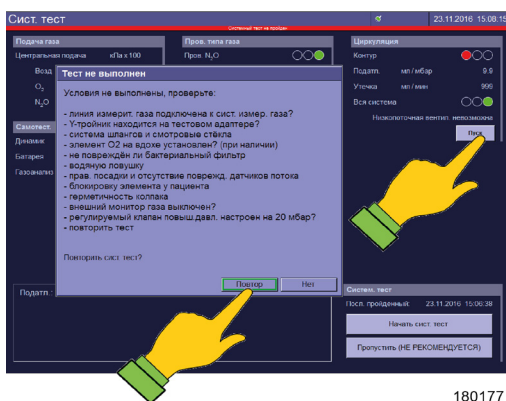 Сист. тест
23.11.2016 15:08:15
Системный тест не пройден
Подача газа
Центральная подача кПа x 100
Возд
O₂
N₂O
Пров. типа газа
Пров. N₂O
Циркуляция
Контур
Податл. мл / мбар 9.9
Утечка мл / мин 995
Вся система
Низкопоточная вентил. невозможна
Пуск
Самотест.
Динамик
Батарея
Газоанализ
Тест не выполнен
Условия не выполнены, проверьте:
- линия измерит. газа подключена к сист. измер. газа?
- Y-тройник находится на тестовом адаптере?
- система шлангов и смотровые стёкла
- элемент O2 на вдохе установлен? (при наличии)
- не повреждён ли бактериальный фильтр
- водяную ловушку
- прав. посадки и отсутствие поврежд. датчиков потока
- блокировку элемента у пациента
- герметичность колпака
- внешний монитор газа выключен?
- регулируемый клапан повыш.давл. настроен на 20 мбар?
- повторить тест
Повторить сист тест?
Повтор
Нет
Податл.:
Систем. тест
Посл. пройденный: 23.11.2016 15:06:38
Начать сист. тест
Пропустить (НЕ РЕКОМЕНДУЕТСЯ)
180177